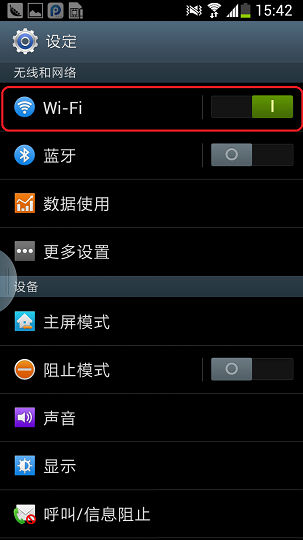 15:42
设定
无线和网络
Wi-Fi
蓝牙
数据使用
更多设置
设备
主屏模式
阻止模式
声音
显示
呼叫/信息阻止